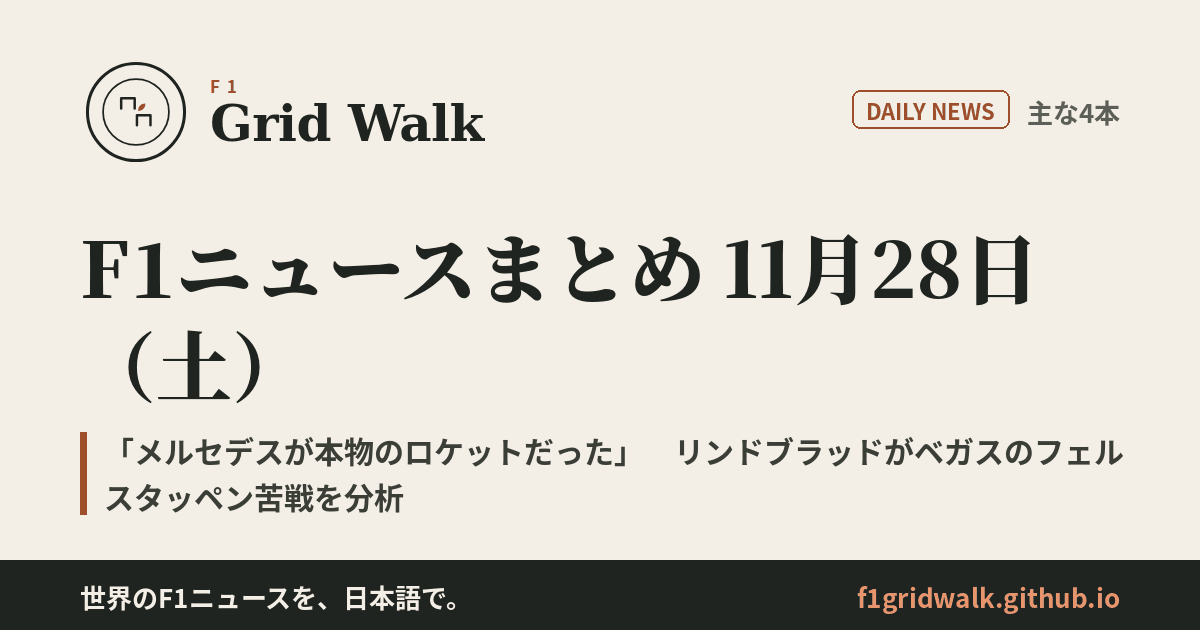 F1
Grid Walk
DAILY NEWS
主な4本
F1ニュースまとめ 11月28日
（土）
「メルセデスが本物のロケットだった」　リンドブラッドがベガスのフェル
スタッペン苦戦を分析
世界のF1ニュースを、日本語で。
f1gridwalk.github.io